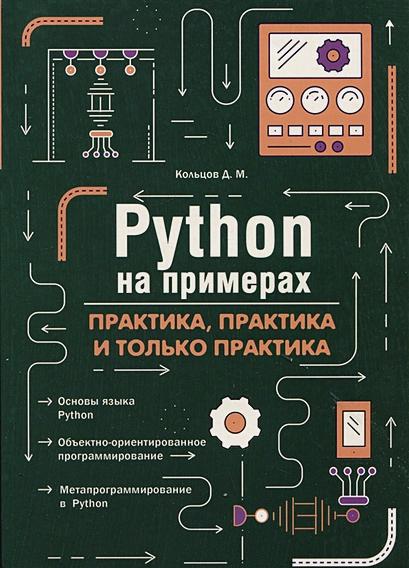 Кольцов Д. М.
Python
на примерах
ПРАКТИКА, ПРАКТИКА
И ТОЛЬКО ПРАКТИКА
Основы языка
Python
Объектно-ориентированное
программирование
Метапрограммирование
в Python